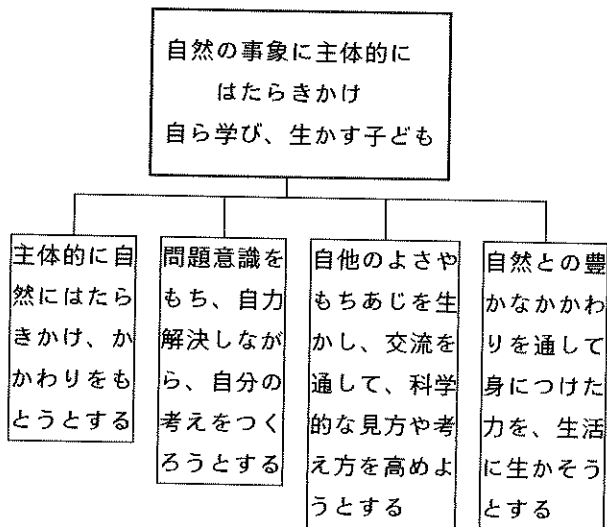 自然の事象に主体的に
はたらきかけ
自ら学び、生かす子ども
主体的に自
然にはたら
きかけ、か
かわりをも
とうとする
問題意識を
もち、自力
解決しなが
ら、自分の
考えをつく
ろうとする
自他のよさや
もちあじを生
かし、交流を
通して、科学
的な見方や考
え方を高めよ
うとする
自然との豊
かなかかわ
りを通して
身につけた
力を、生活
に生かそう
とする